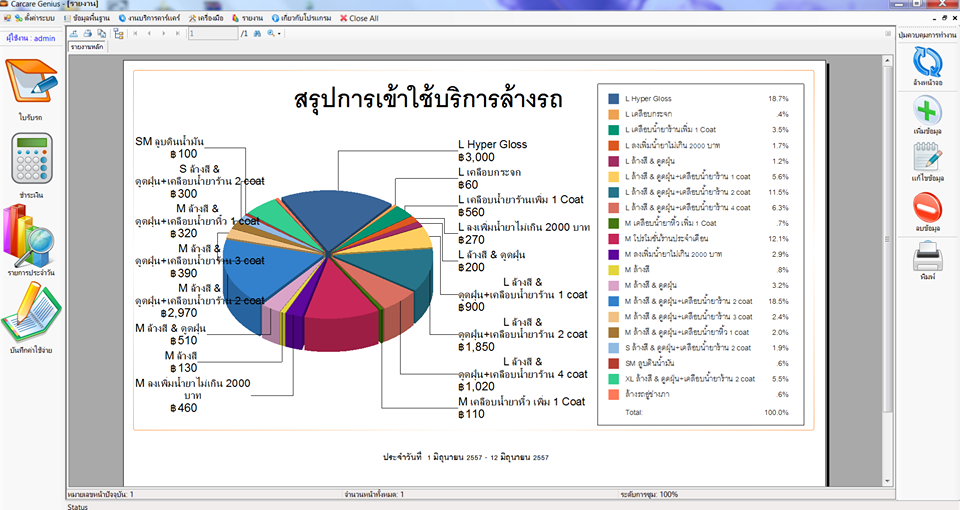 Carcare Genius - [รายงาน]
ตั้งค่าระบบ ข้อมูลพื้นฐาน งานบริการคาร์แคร์ เครื่องมือ รายงาน เกี่ยวกับโปรแกรม Close All
ผู้ใช้งาน : admin
1 /1
ปุ่มควบคุมการทำงาน
รายงานหลัก
ใบรับรถ
ชำระเงิน
รายการประจำวัน
บันทึกค่าใช้จ่าย
สรุปการเข้าใช้บริการล้างรถ
SM ลูบดินน้ำมัน
฿100
S ล้างสี &
ดูดฝุ่น+เคลือบน้ำยาร้าน 2 coat
฿300
M ล้างสี &
ดูดฝุ่น+เคลือบน้ำยาหิ้ว 1 coat
฿320
M ล้างสี &
ดูดฝุ่น+เคลือบน้ำยาร้าน 3 coat
฿390
M ล้างสี &
ดูดฝุ่น+เคลือบน้ำยาร้าน 2 coat
฿2,970
M ล้างสี & ดูดฝุ่น
฿510
M ล้างสี
฿130
M ลงเพิ่มน้ำยาไม่เกิน 2000
บาท
฿460
L Hyper Gloss
฿3,000
L เคลือบกระจก
฿60
L เคลือบน้ำยาร้านเพิ่ม 1 Coat
฿560
L ลงเพิ่มน้ำยาไม่เกิน 2000 บาท
฿270
L ล้างสี & ดูดฝุ่น
฿200
L ล้างสี &
ดูดฝุ่น+เคลือบน้ำยาร้าน 1 coat
฿900
L ล้างสี &
ดูดฝุ่น+เคลือบน้ำยาร้าน 2 coat
฿1,850
L ล้างสี &
ดูดฝุ่น+เคลือบน้ำยาร้าน 4 coat
฿1,020
M เคลือบน้ำยาหิ้ว เพิ่ม 1 Coat
฿110
L Hyper Gloss 18.7%
L เคลือบกระจก .4%
L เคลือบน้ำยาร้านเพิ่ม 1 Coat 3.5%
L ลงเพิ่มน้ำยาไม่เกิน 2000 บาท 1.7%
L ล้างสี & ดูดฝุ่น 1.2%
L ล้างสี & ดูดฝุ่น+เคลือบน้ำยาร้าน 1 coat 5.6%
L ล้างสี & ดูดฝุ่น+เคลือบน้ำยาร้าน 2 coat 11.5%
L ล้างสี & ดูดฝุ่น+เคลือบน้ำยาร้าน 4 coat 6.3%
M เคลือบน้ำยาหิ้ว เพิ่ม 1 Coat .7%
M โปรโมชั่นร้านประจำเดือน 12.1%
M ลงเพิ่มน้ำยาไม่เกิน 2000 บาท 2.9%
M ล้างสี .8%
M ล้างสี & ดูดฝุ่น 3.2%
M ล้างสี & ดูดฝุ่น+เคลือบน้ำยาร้าน 2 coat 18.5%
M ล้างสี & ดูดฝุ่น+เคลือบน้ำยาร้าน 3 coat 2.4%
M ล้างสี & ดูดฝุ่น+เคลือบน้ำยาหิ้ว 1 coat 2.0%
S ล้างสี & ดูดฝุ่น+เคลือบน้ำยาร้าน 2 coat 1.9%
SM ลูบดินน้ำมัน .6%
XL ล้างสี & ดูดฝุ่น+เคลือบน้ำยาร้าน 2 coat 5.5%
ล้างรถสู่ช่างภา .6%
Total: 100.0%
ประจำวันที่ 1 มิถุนายน 2557 - 12 มิถุนายน 2557
ล้างหน้าจอ
เพิ่มข้อมูล
แก้ไขข้อมูล
ลบข้อมูล
พิมพ์
หมายเลขหน้าปัจจุบัน: 1 จำนวนหน้าทั้งหมด: 1 ระดับการซูม: 100%
Status